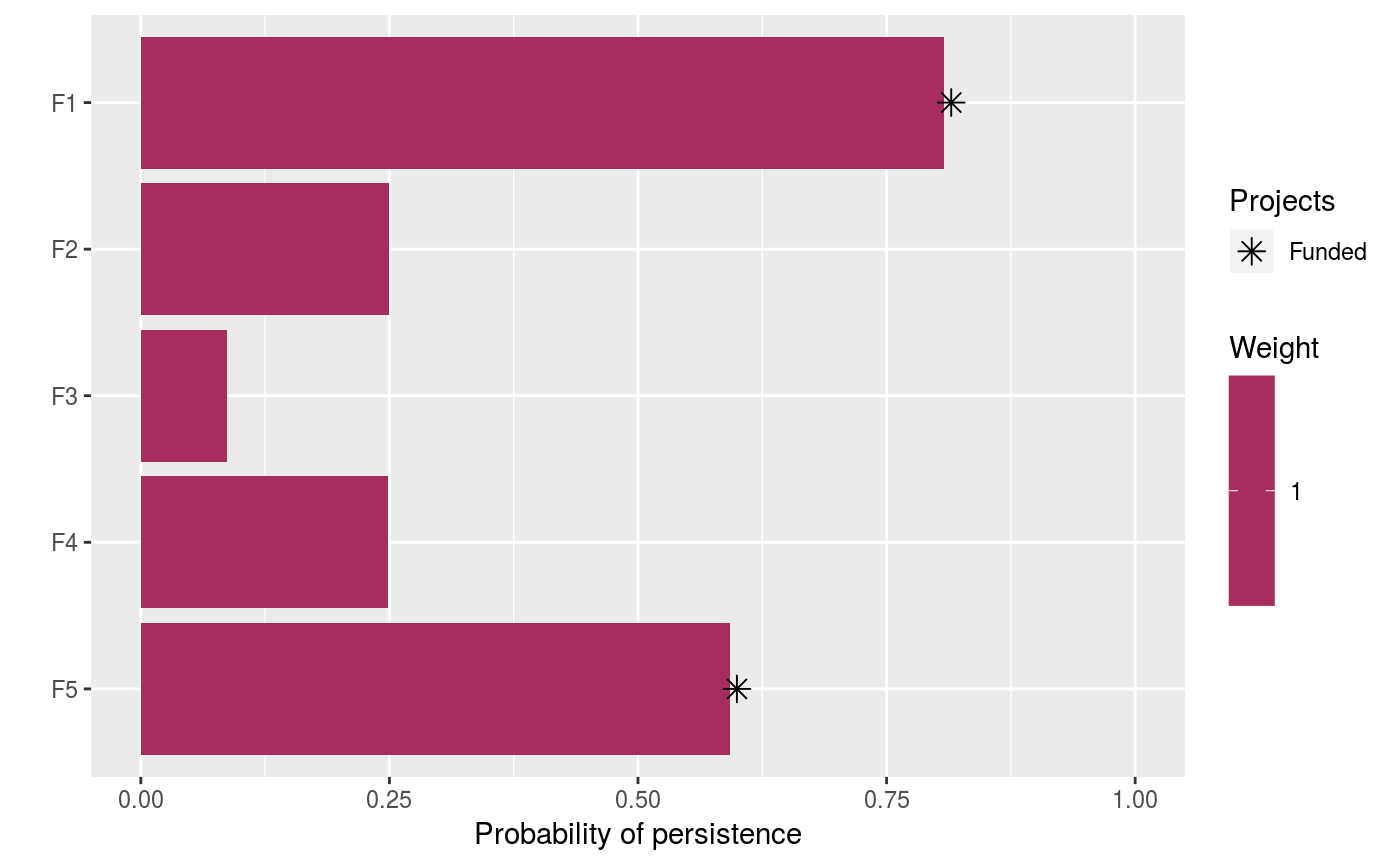 F1
F2
F3
F4
F5
0.00 0.25 0.50 0.75 1.00
Probability of persistence
Projects
Funded
Weight
1